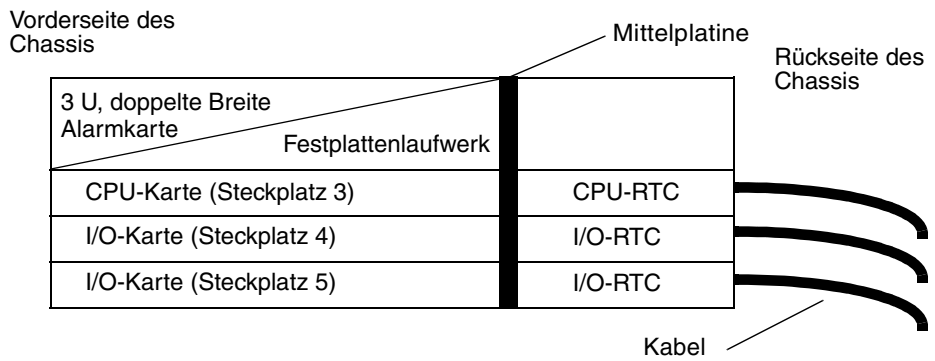 Vorderseite des
Chassis
Mittelplatine
Rückseite des
Chassis
3 U, doppelte Breite
Alarmkarte
Festplattenlaufwerk
CPU-Karte (Steckplatz 3)
CPU-RTC
I/O-Karte (Steckplatz 4)
I/O-RTC
I/O-Karte (Steckplatz 5)
I/O-RTC
Kabel